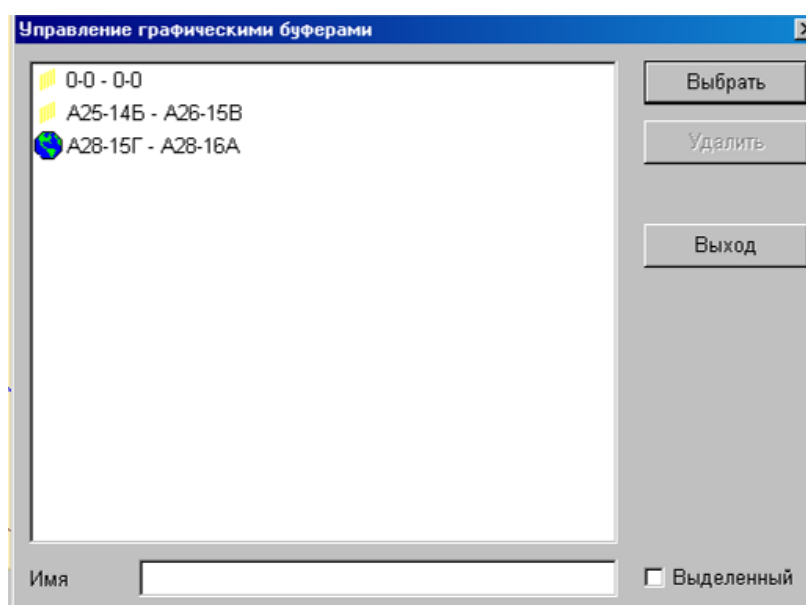 Управление графическими буферами
0-0 - 0-0
А25-14Б - А26-15В
А28-15Г - А28-16А
Выбрать
Удалить
Выход
Имя
Выделенный